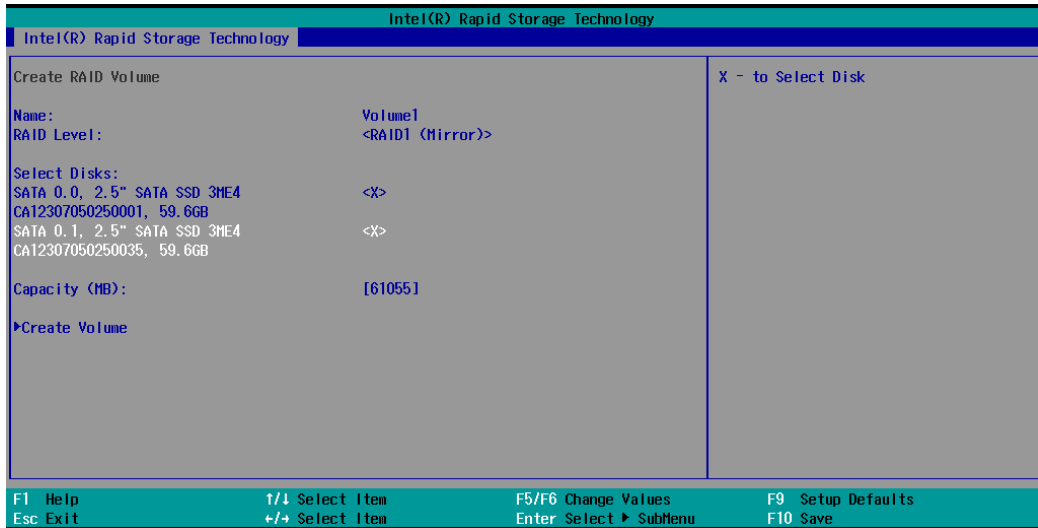 Intel(R) Rapid Storage Technology
Intel(R) Rapid Storage Technology
Create RAID Volume
X - to Select Disk
Name: Volume1
RAID Level: <RAID1 (Mirror)>
Select Disks:
SATA 0.0, 2.5" SATA SSD 3ME4 <X>
CA12307050250001, 59.6GB
SATA 0.1, 2.5" SATA SSD 3ME4 <X>
CA12307050250035, 59.6GB
Capacity (MB): [61055]
▶Create Volume
F1 Help ↑/↓ Select Item F5/F6 Change Values F9 Setup Defaults
Esc Exit ←/→ Select Item Enter Select ▶ SubMenu F10 Save